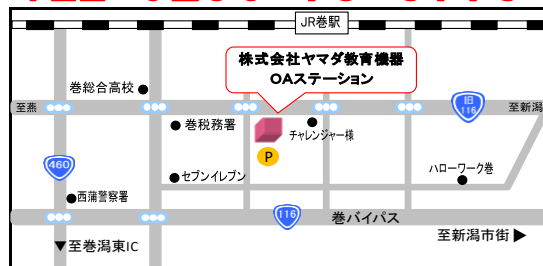 JR巻駅
株式会社ヤマダ教育機器
OAステーション
巻総合高校
至燕
旧
116
至新潟
巻税務署
チャレンジャー様
P
460
セブンイレブン
ハローワーク巻
西蒲警察署
116
巻バイパス
至新潟市街▶
▼至巻潟東IC